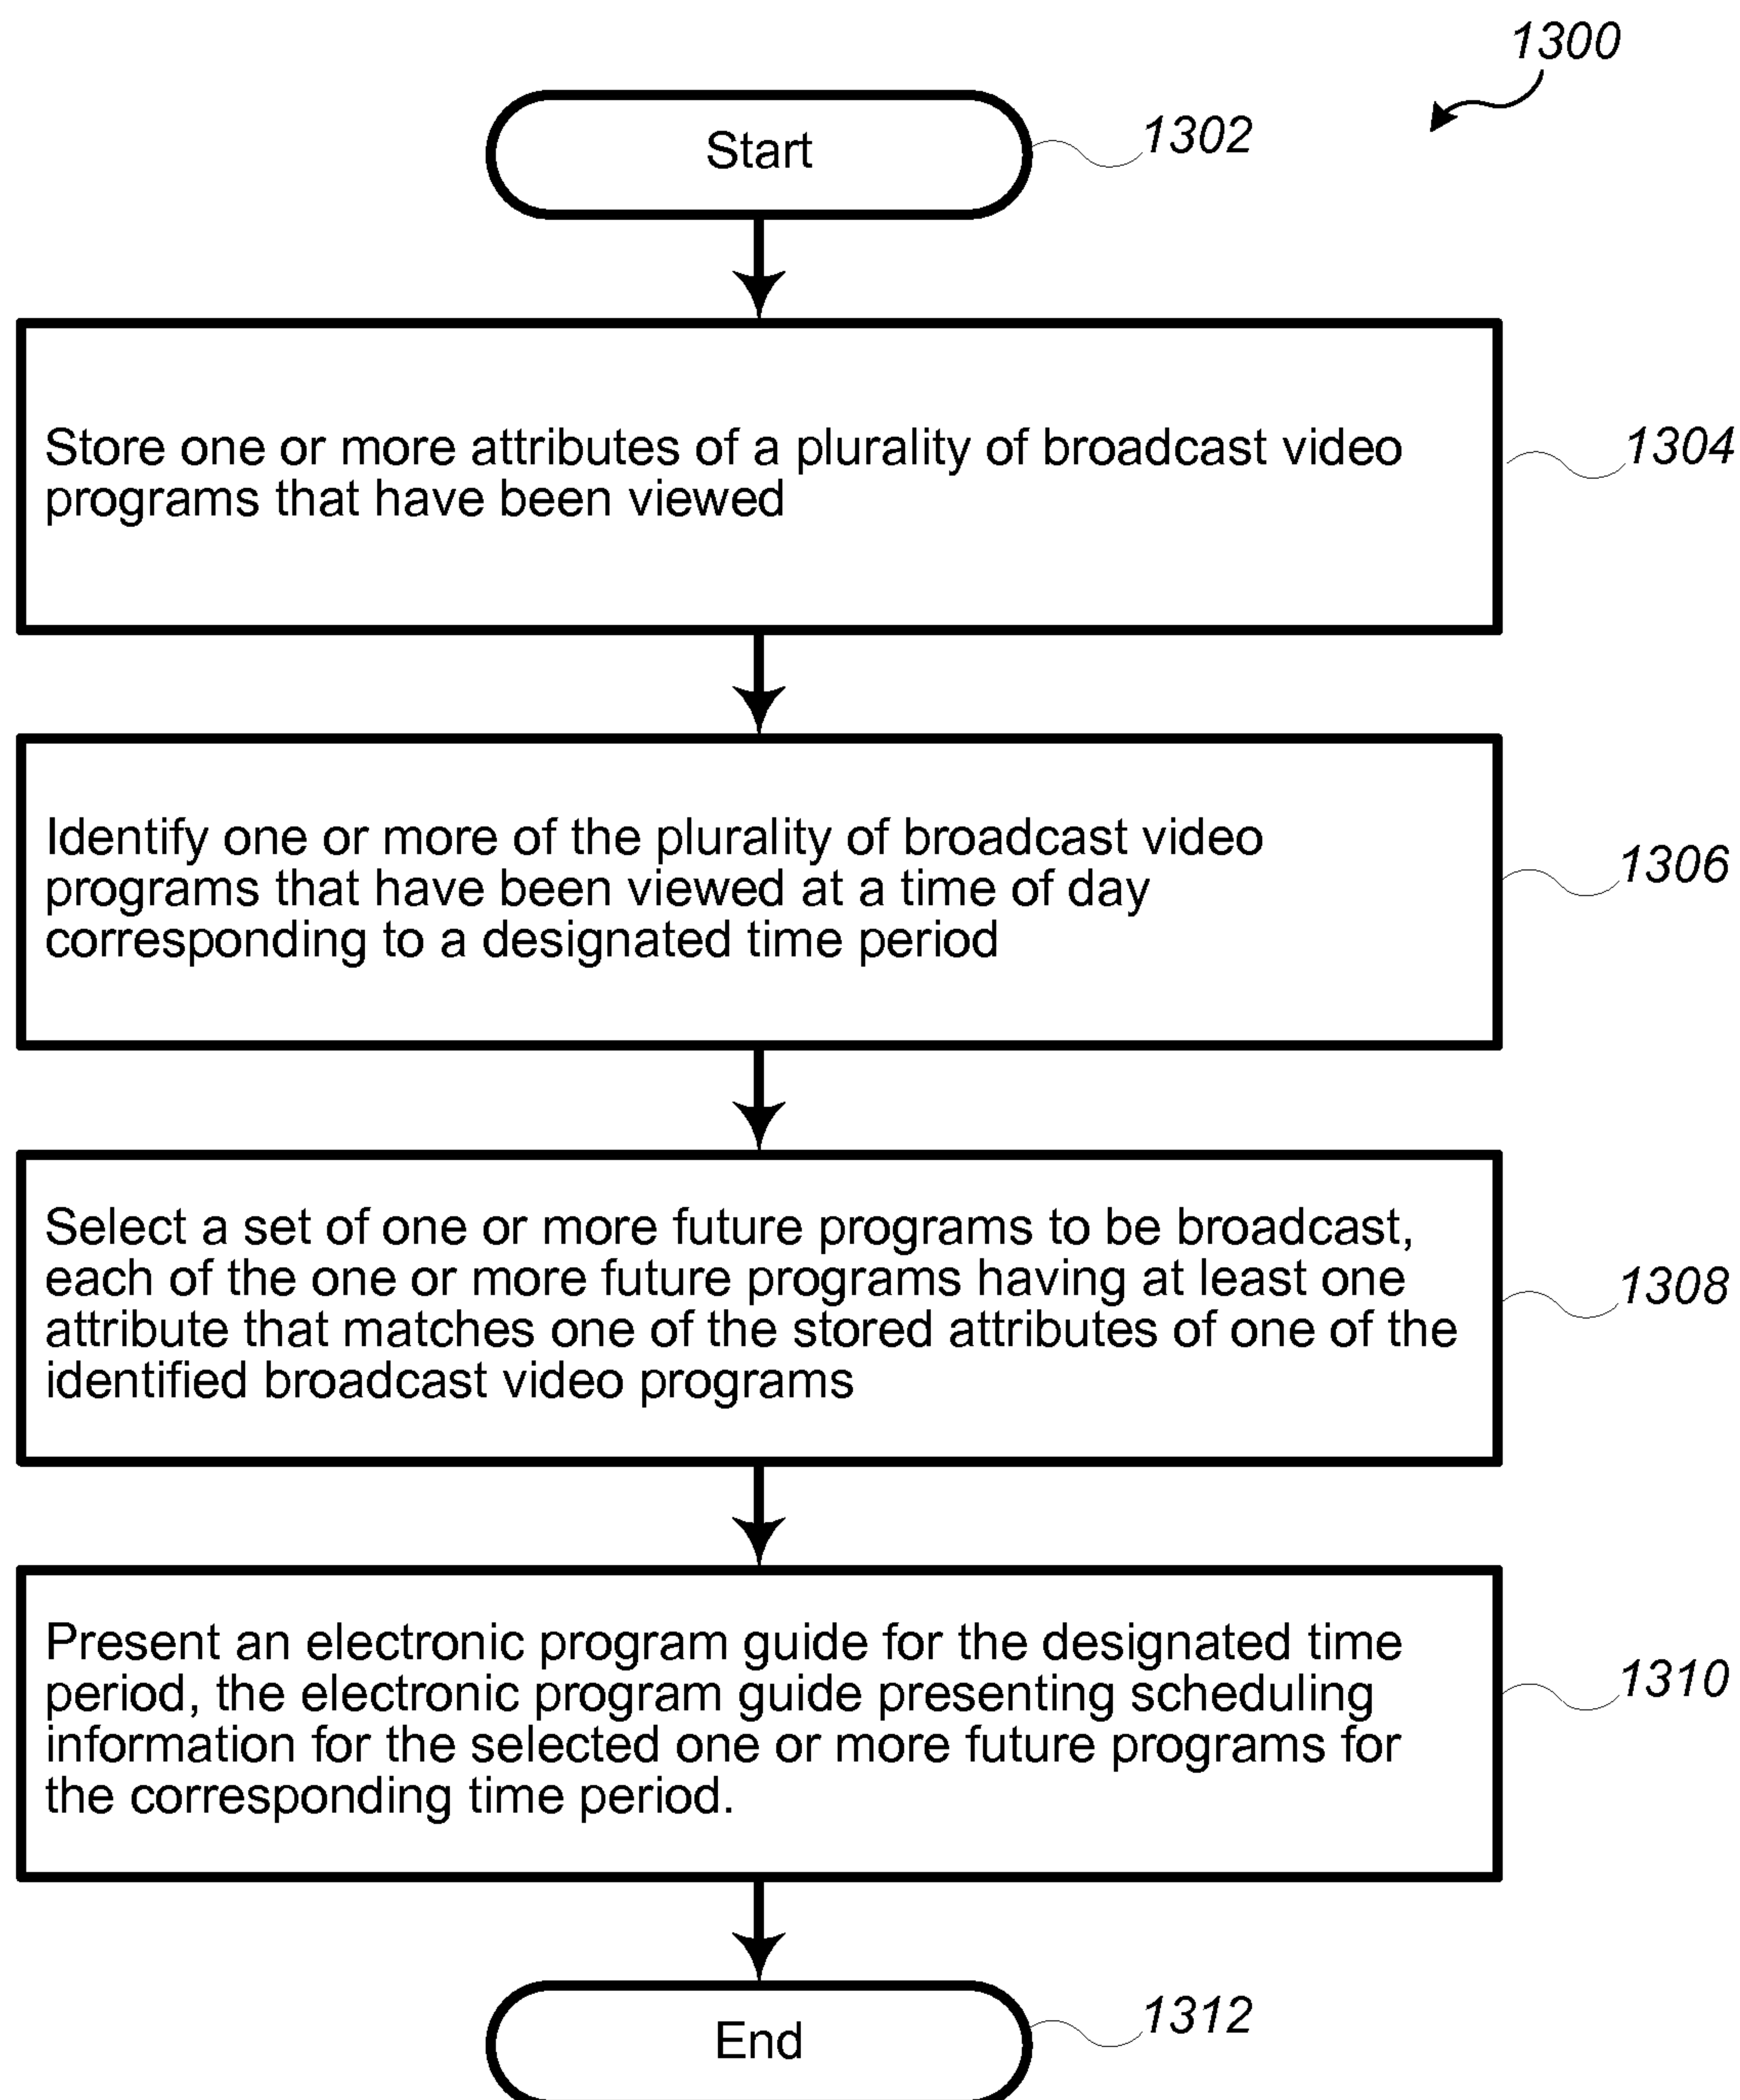 1300
Start
1302
Store one or more attributes of a plurality of broadcast video
programs that have been viewed
1304
Identify one or more of the plurality of broadcast video
programs that have been viewed at a time of day
corresponding to a designated time period
1306
Select a set of one or more future programs to be broadcast,
each of the one or more future programs having at least one
attribute that matches one of the stored attributes of one of the
identified broadcast video programs
1308
Present an electronic program guide for the designated time
period, the electronic program guide presenting scheduling
information for the selected one or more future programs for
the corresponding time period.
1310
End
1312